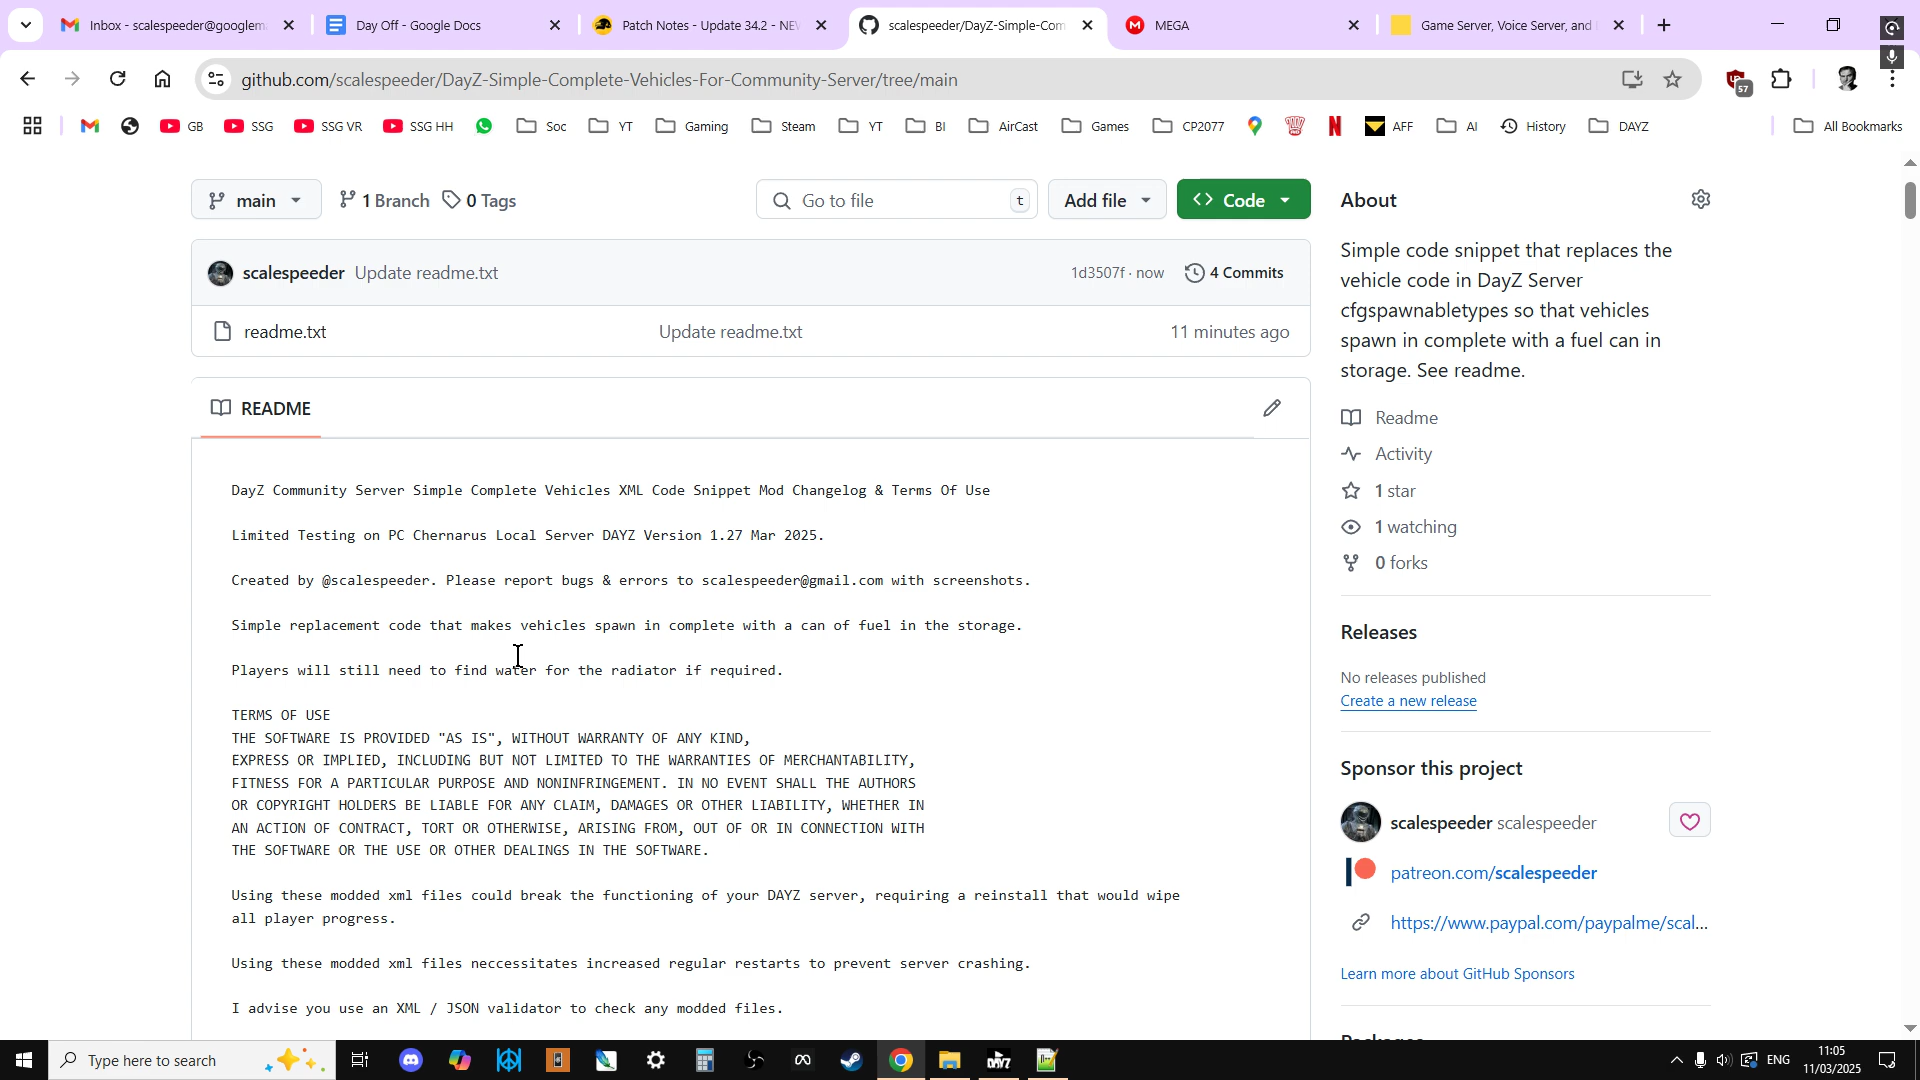 Inbox - scalespeeder@googlem
Day Off - Google Docs
Patch Notes - Update 34.2 - NE
scalespeeder/DayZ-Simple-Com
MEGA
Game Server, Voice Server, and
github.com/scalespeeder/DayZ-Simple-Complete-Vehicles-For-Community-Server/tree/main
57
GB
SSG
SSG VR
SSG HH
Soc
YT
Gaming
Steam
YT
BI
AirCast
Games
CP2077
AFF
AI
History
DAYZ
All Bookmarks
main
1 Branch
0 Tags
Go to file
t
Add file
Code
scalespeeder Update readme.txt
1d3507f · now
4 Commits
readme.txt
Update readme.txt
11 minutes ago
README
DayZ Community Server Simple Complete Vehicles XML Code Snippet Mod Changelog & Terms Of Use
Limited Testing on PC Chernarus Local Server DAYZ Version 1.27 Mar 2025.
Created by @scalespeeder. Please report bugs & errors to scalespeeder@gmail.com with screenshots.
Simple replacement code that makes vehicles spawn in complete with a can of fuel in the storage.
Players will still need to find water for the radiator if required.
TERMS OF USE
THE SOFTWARE IS PROVIDED "AS IS", WITHOUT WARRANTY OF ANY KIND,
EXPRESS OR IMPLIED, INCLUDING BUT NOT LIMITED TO THE WARRANTIES OF MERCHANTABILITY,
FITNESS FOR A PARTICULAR PURPOSE AND NONINFRINGEMENT. IN NO EVENT SHALL THE AUTHORS
OR COPYRIGHT HOLDERS BE LIABLE FOR ANY CLAIM, DAMAGES OR OTHER LIABILITY, WHETHER IN
AN ACTION OF CONTRACT, TORT OR OTHERWISE, ARISING FROM, OUT OF OR IN CONNECTION WITH
THE SOFTWARE OR THE USE OR OTHER DEALINGS IN THE SOFTWARE.
Using these modded xml files could break the functioning of your DAYZ server, requiring a reinstall that would wipe
all player progress.
Using these modded xml files neccessitates increased regular restarts to prevent server crashing.
I advise you use an XML / JSON validator to check any modded files.
About
Simple code snippet that replaces the
vehicle code in DayZ Server
cfgspawnabletypes so that vehicles
spawn in complete with a fuel can in
storage. See readme.
Readme
Activity
1 star
1 watching
0 forks
Releases
No releases published
Create a new release
Sponsor this project
scalespeeder scalespeeder
patreon.com/scalespeeder
https://www.paypal.com/paypalme/scal...
Learn more about GitHub Sponsors
Packages
Type here to search
DAYZ
ENG
11:05
11/03/2025